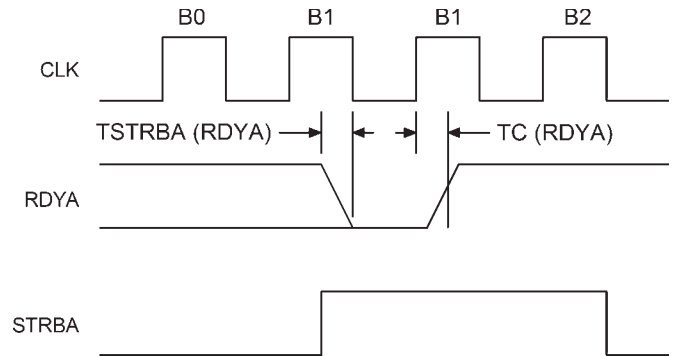 B0 B1 B1 B2
CLK
TSTRBA (RDYA) TC (RDYA)
RDYA
STRBA